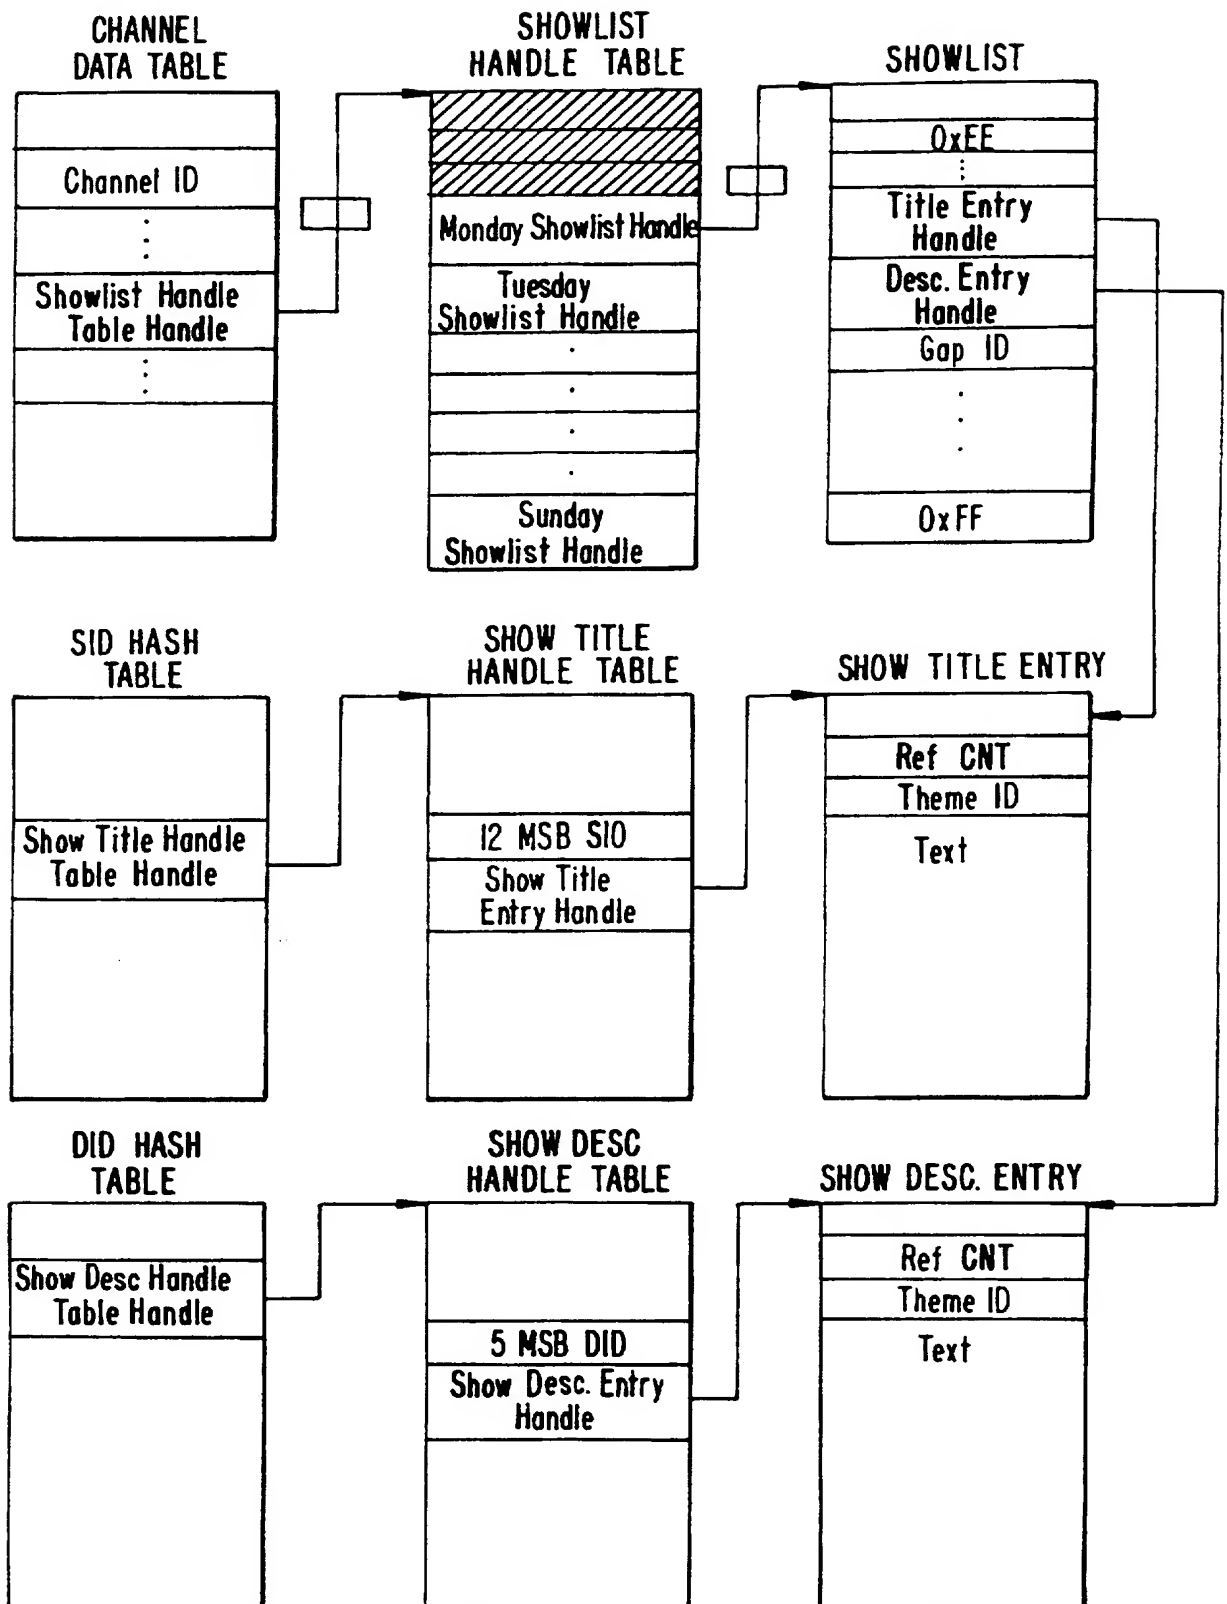 CHANNEL
DATA TABLE
Channel ID
Showlist Handle
Table Handle
SHOWLIST
HANDLE TABLE
Monday Showlist Handle
Tuesday
Showlist Handle
Sunday
Showlist Handle
SHOWLIST
0xEE
Title Entry
Handle
Desc. Entry
Handle
Gap ID
0xFF
SID HASH
TABLE
Show Title Handle
Table Handle
SHOW TITLE
HANDLE TABLE
12 MSB SIO
Show Title
Entry Handle
SHOW TITLE ENTRY
Ref CNT
Theme ID
Text
DID HASH
TABLE
Show Desc Handle
Table Handle
SHOW DESC
HANDLE TABLE
5 MSB DID
Show Desc. Entry
Handle
SHOW DESC. ENTRY
Ref CNT
Theme ID
Text